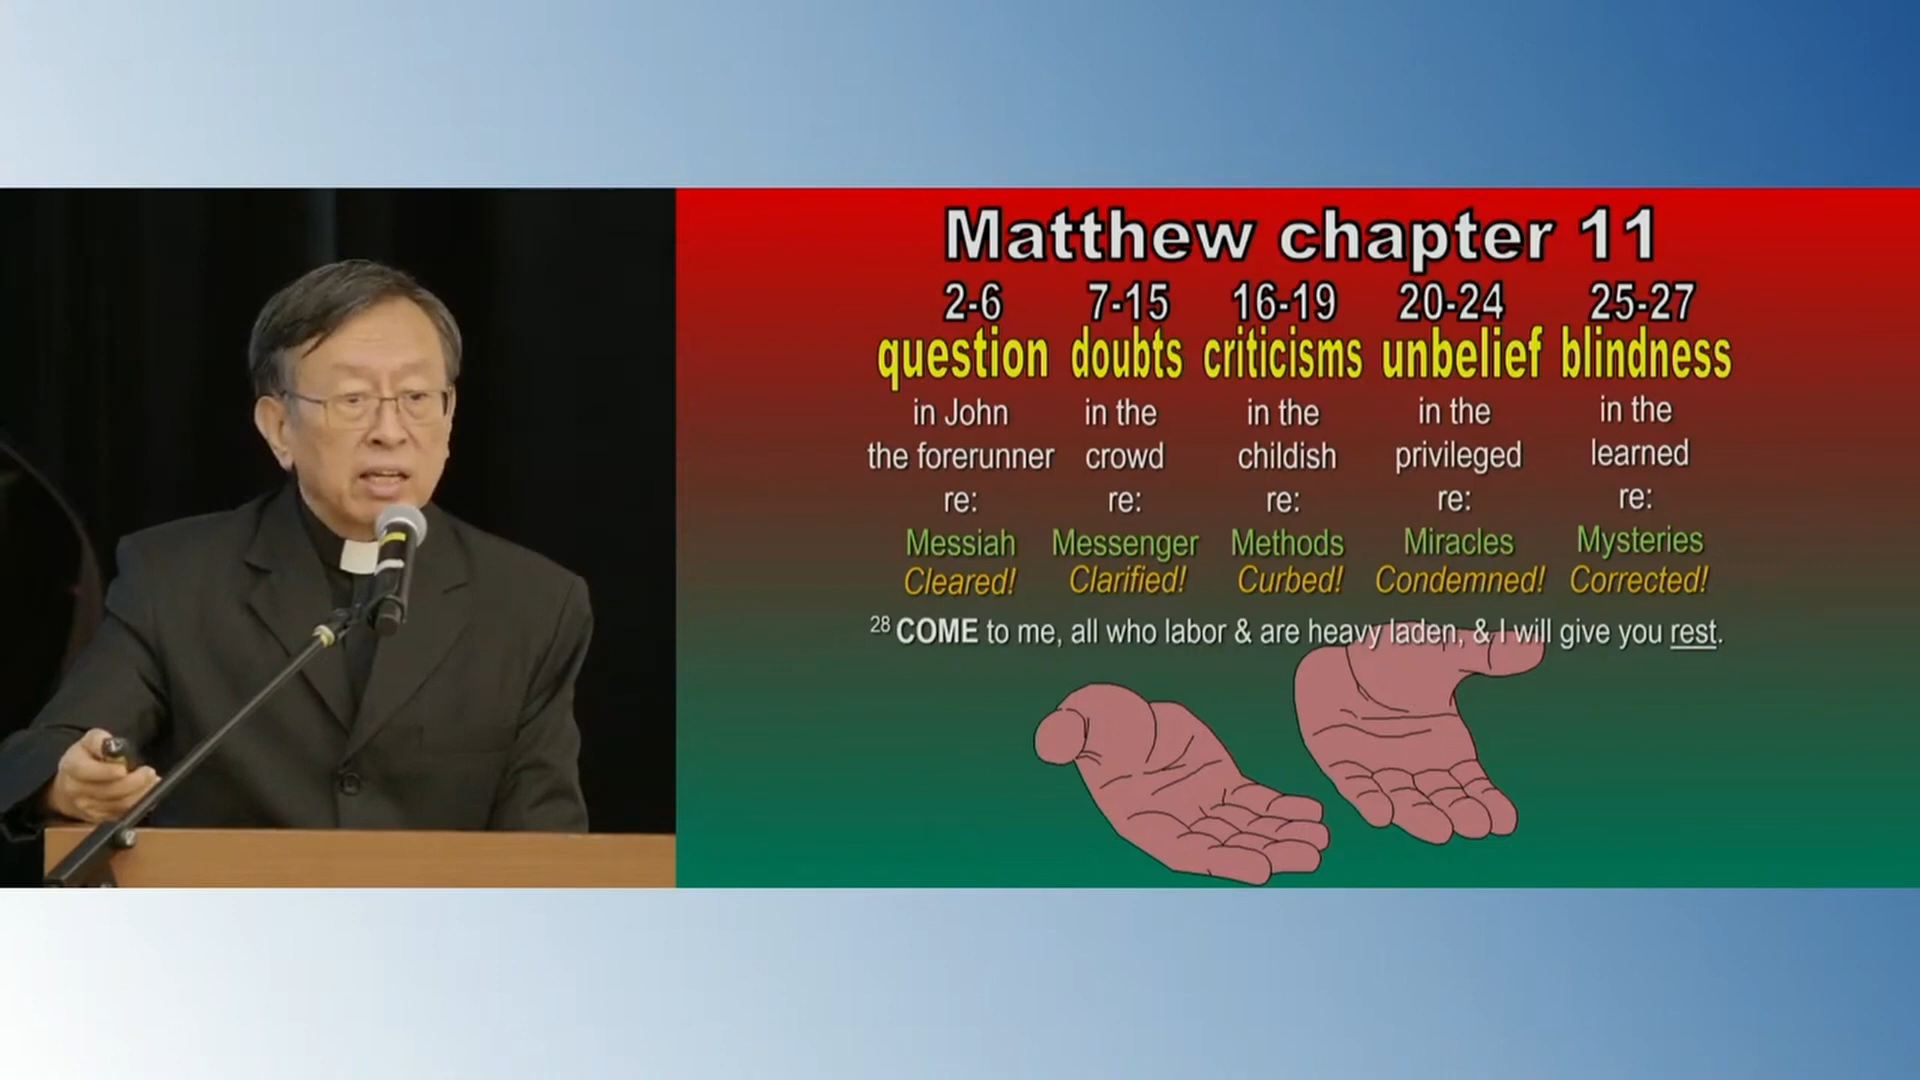 Matthew chapter 11
2-6 7-15 16-19 20-24 25-27
question doubts criticisms unbelief blindness
in John in the in the in the in the
the forerunner crowd childish privileged learned
re: re: re: re: re:
Messiah Messenger Methods Miracles Mysteries
Cleared! Clarified! Curbed! Condemned! Corrected!
28 COME to me, all who labor & are heavy laden, & I will give you rest.